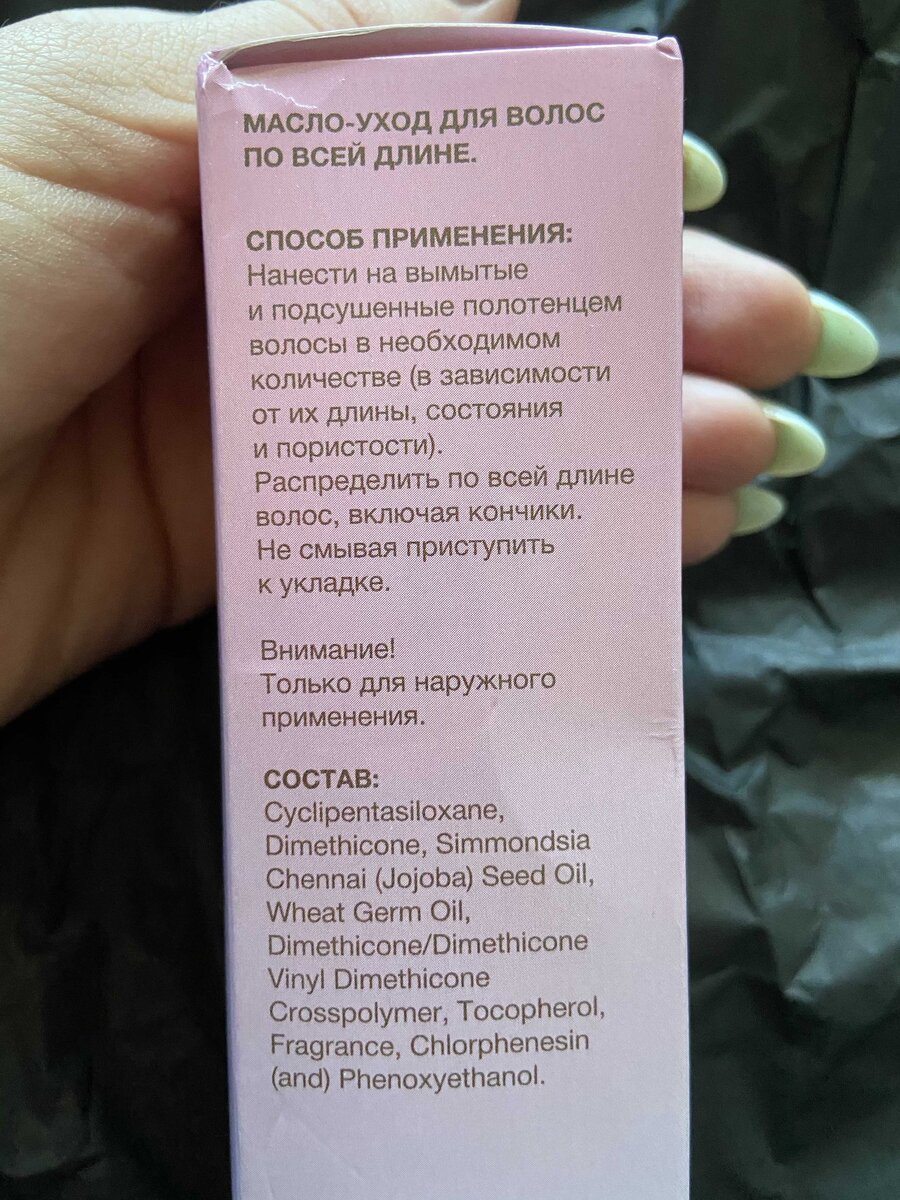 МАСЛО-УХОД ДЛЯ ВОЛОС
ПО ВСЕЙ ДЛИНЕ.
СПОСОБ ПРИМЕНЕНИЯ:
Нанести на вымытые
и подсушенные полотенцем
волосы в необходимом
количестве (в зависимости
от их длины, состояния
и пористости).
Распределить по всей длине
волос, включая кончики.
Не смывая приступить
к укладке.
Внимание!
Только для наружного
применения.
СОСТАВ:
Cyclipentasiloxane,
Dimethicone, Simmondsia
Chennai (Jojoba) Seed Oil,
Wheat Germ Oil,
Dimethicone/Dimethicone
Vinyl Dimethicone
Crosspolymer, Tocopherol,
Fragrance, Chlorphenesin
(and) Phenoxyethanol.